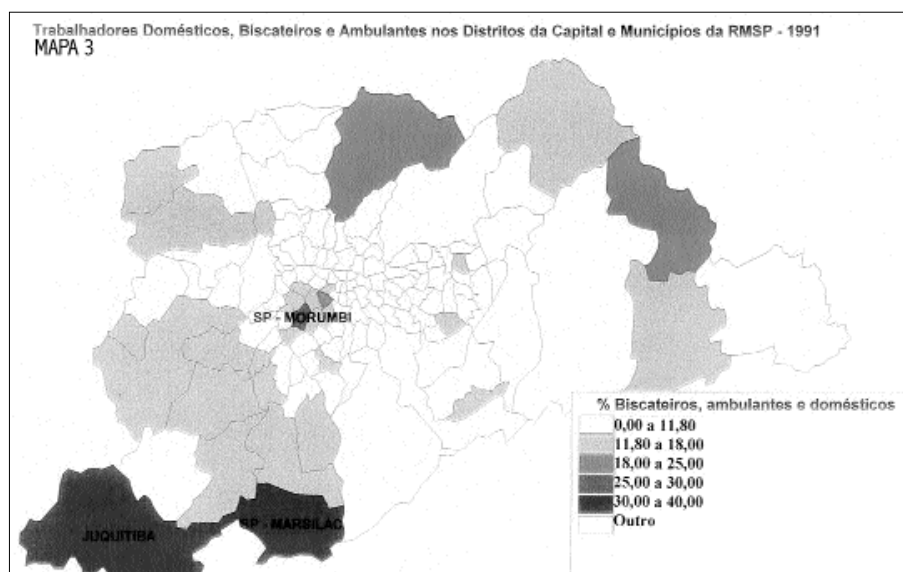 Trabalhadores Domésticos, Biscateiros e Ambulantes nos Distritos da Capital e Municípios da RMSP - 1991
MAPA 3
SP - MORUMBI
% Biscateiros, ambulantes e domésticos
0,00 a 11,80
11,80 a 18,00
18,00 a 25,00
25,00 a 30,00
30,00 a 40,00
Outro
SP - MARSILAC
JUQUITIBA